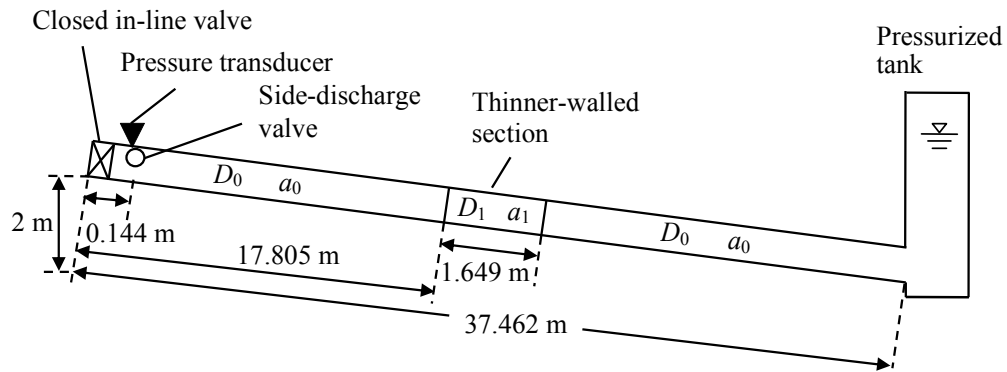 Closed in-line valve
Pressure transducer
Side-discharge
valve
Thinner-walled
section
Pressurized
tank
D₀ a₀
D₁ a₁
D₀ a₀
2 m
0.144 m
17.805 m
1.649 m
37.462 m